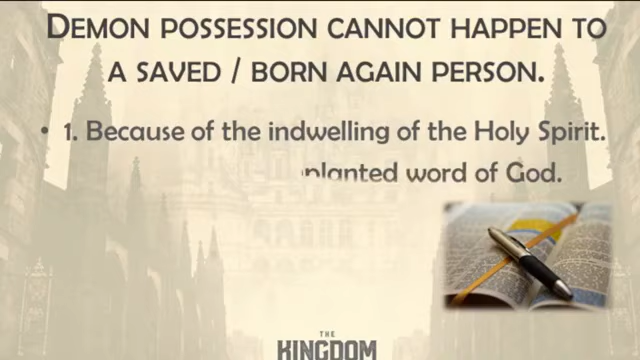 DEMON POSSESSION CANNOT HAPPEN TO
A SAVED / BORN AGAIN PERSON.
• 1. Because of the indwelling of the Holy Spirit.
word of God.
THE
KINGDOM